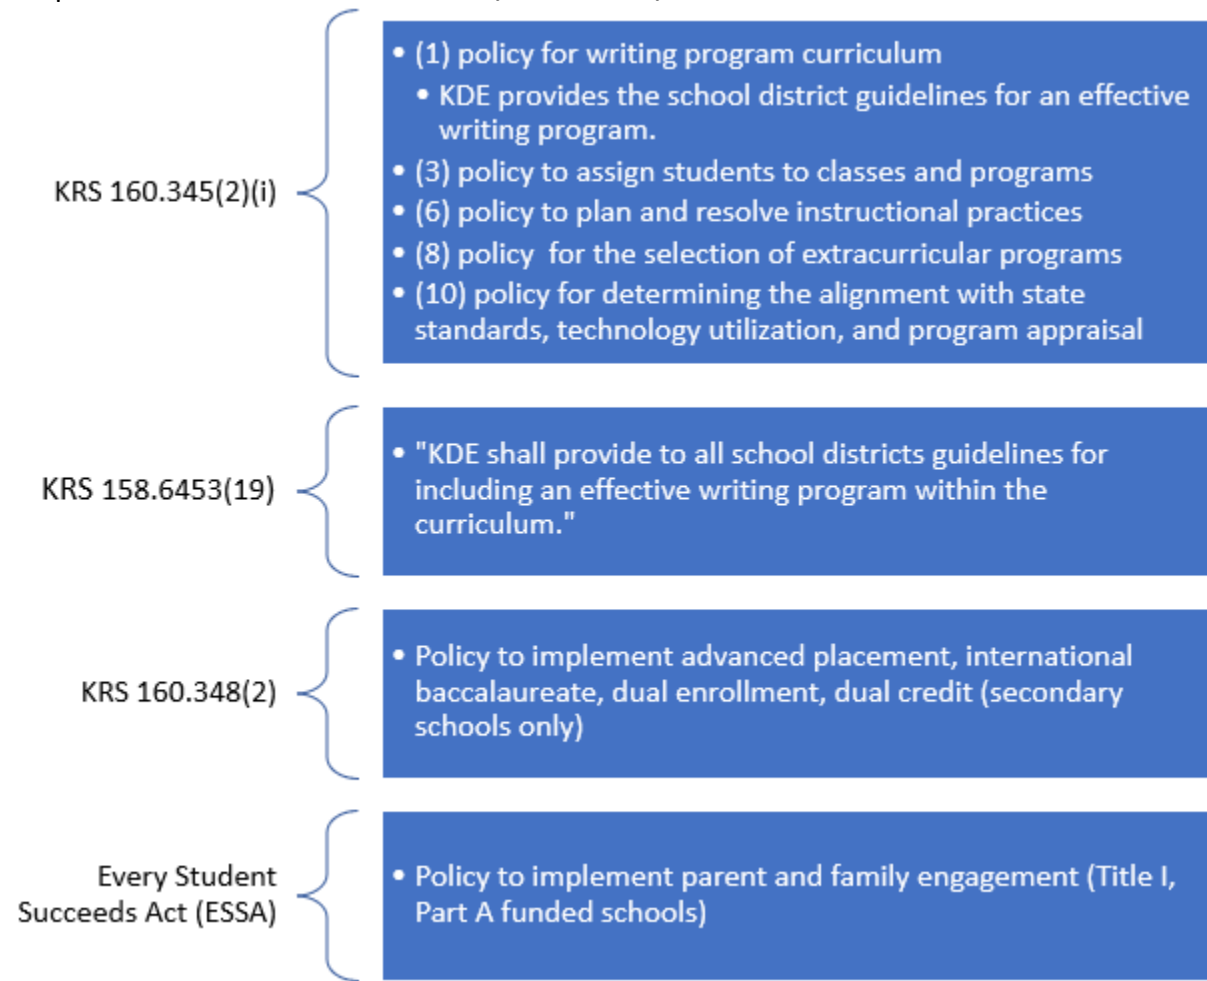 KRS 160.345(2)(i)
• (1) policy for writing program curriculum
• KDE provides the school district guidelines for an effective
writing program.
• (3) policy to assign students to classes and programs
• (6) policy to plan and resolve instructional practices
• (8) policy  for the selection of extracurricular programs
• (10) policy for determining the alignment with state
standards, technology utilization, and program appraisal
KRS 158.6453(19)
• "KDE shall provide to all school districts guidelines for
including an effective writing program within the
curriculum."
KRS 160.348(2)
• Policy to implement advanced placement, international
baccalaureate, dual enrollment, dual credit (secondary
schools only)
Every Student
Succeeds Act (ESSA)
• Policy to implement parent and family engagement (Title I,
Part A funded schools)